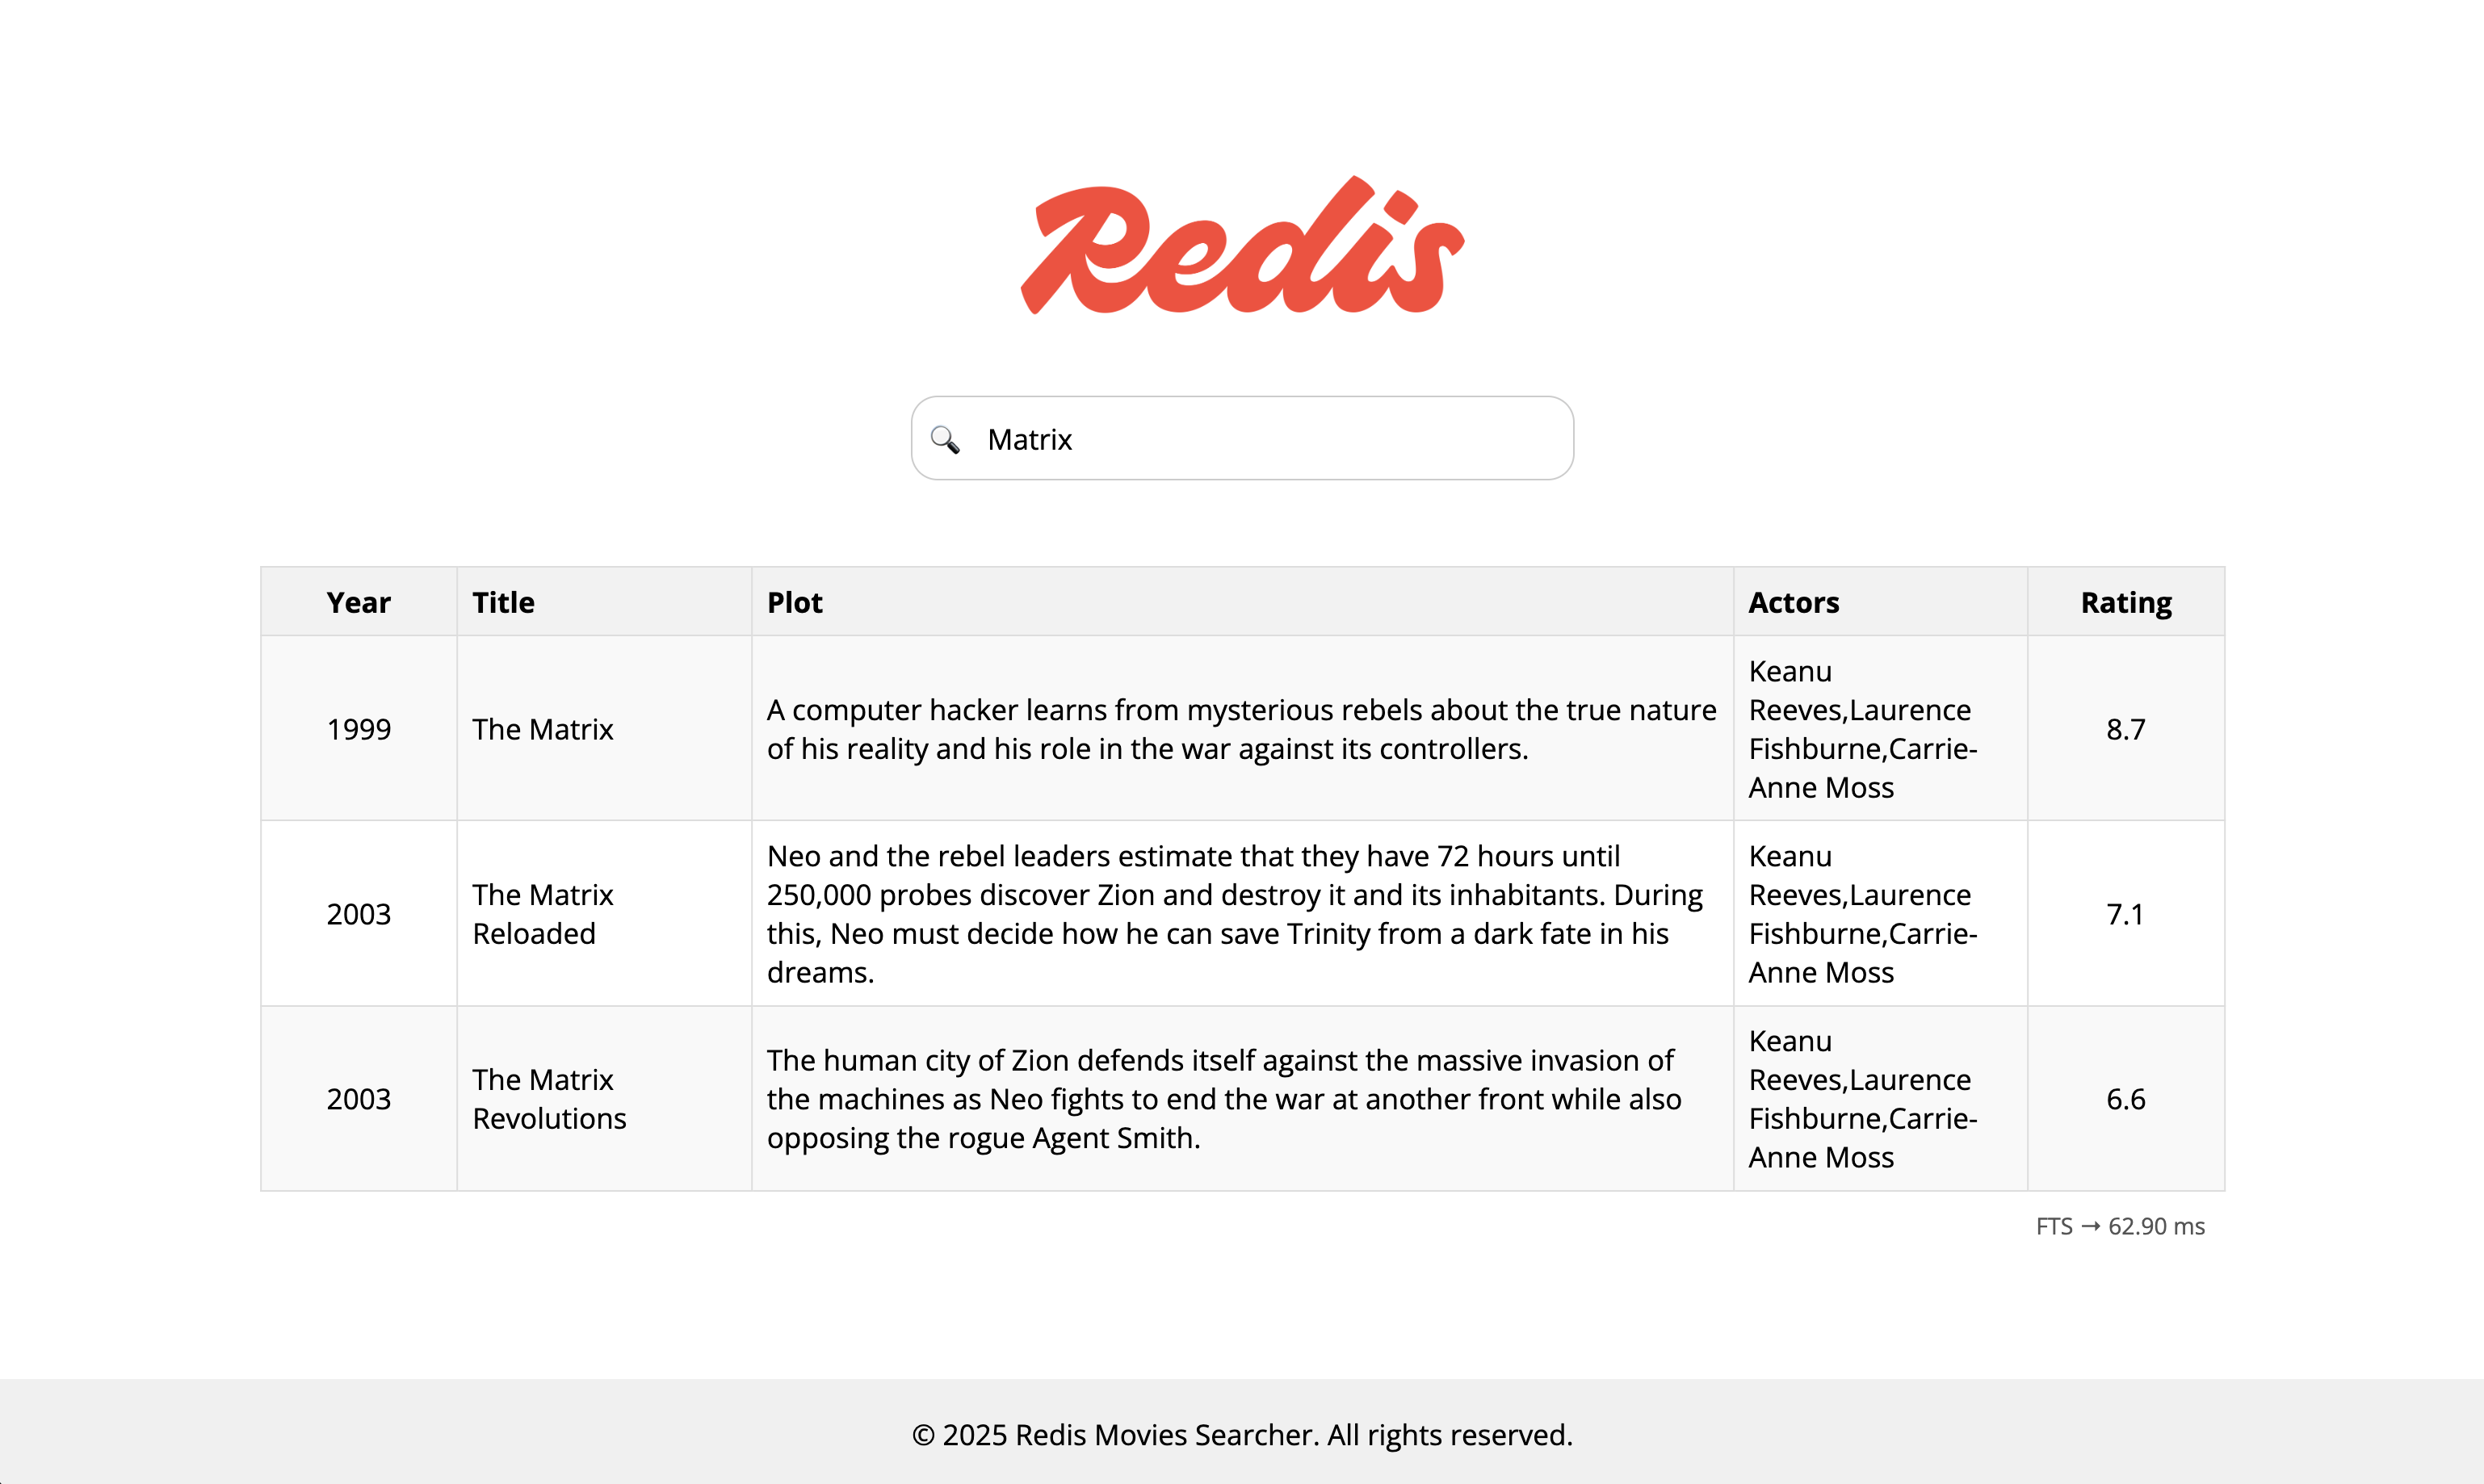 Redis
🔍 Matrix
Year Title Plot Actors Rating
1999 The Matrix
A computer hacker learns from mysterious rebels about the true nature
of his reality and his role in the war against its controllers.
Keanu
Reeves,Laurence
Fishburne,Carrie-
Anne Moss
8.7
2003
The Matrix
Reloaded
Neo and the rebel leaders estimate that they have 72 hours until
250,000 probes discover Zion and destroy it and its inhabitants. During
this, Neo must decide how he can save Trinity from a dark fate in his
dreams.
Keanu
Reeves,Laurence
Fishburne,Carrie-
Anne Moss
7.1
2003
The Matrix
Revolutions
The human city of Zion defends itself against the massive invasion of
the machines as Neo fights to end the war at another front while also
opposing the rogue Agent Smith.
Keanu
Reeves,Laurence
Fishburne,Carrie-
Anne Moss
6.6
FTS → 62.90 ms
© 2025 Redis Movies Searcher. All rights reserved.